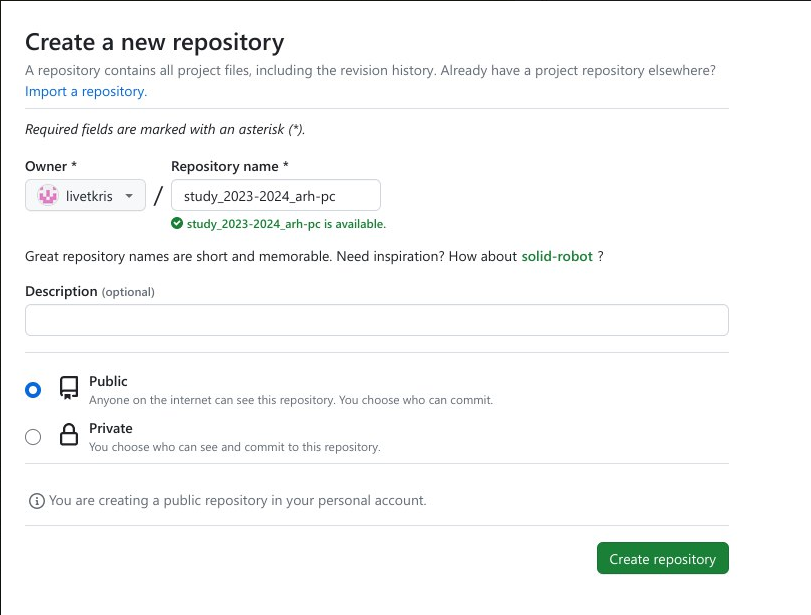 Create a new repository
A repository contains all project files, including the revision history. Already have a project repository elsewhere?
Import a repository.
Required fields are marked with an asterisk (*).
Owner * Repository name *
livetkris / study_2023-2024_arh-pc
study_2023-2024_arh-pc is available.
Great repository names are short and memorable. Need inspiration? How about solid-robot ?
Description (optional)
Public
Anyone on the internet can see this repository. You choose who can commit.
Private
You choose who can see and commit to this repository.
You are creating a public repository in your personal account.
Create repository